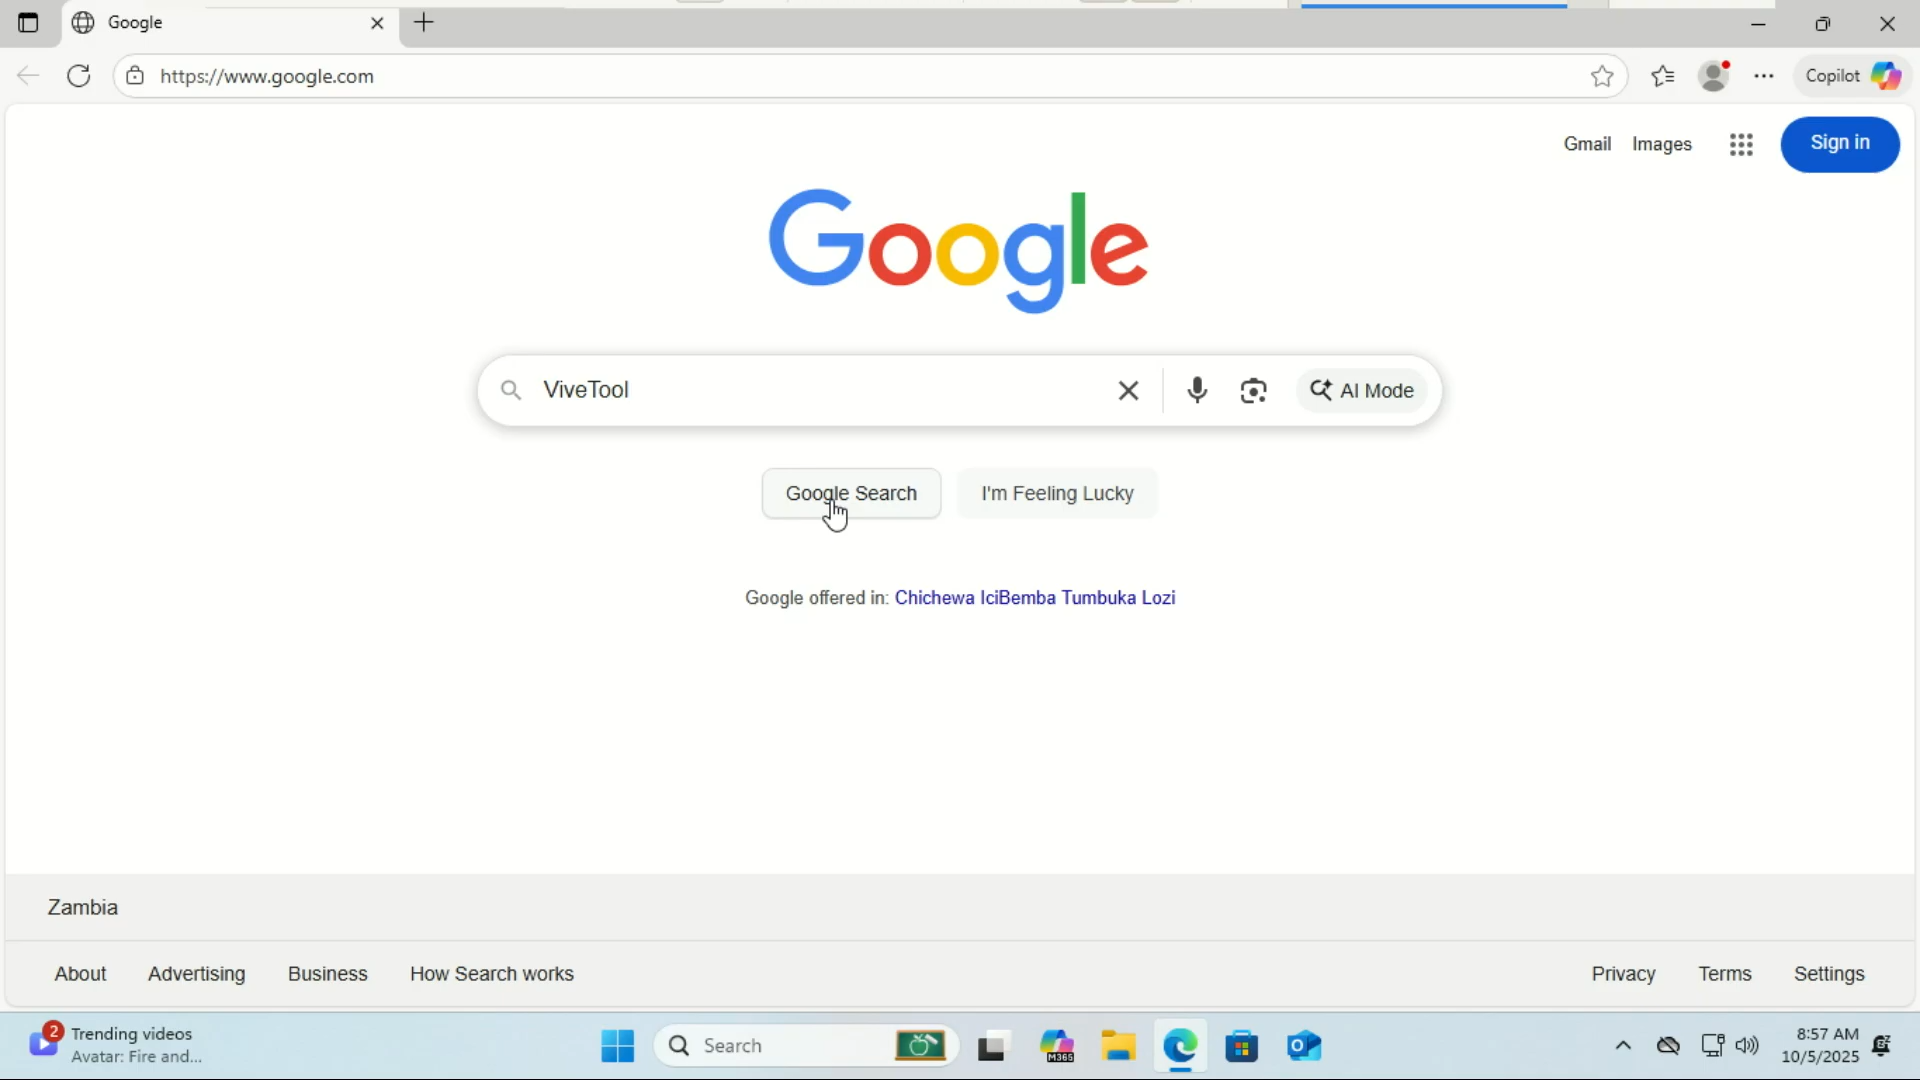 Google
https://www.google.com
Copilot
Gmail Images Sign in
Google
ViveTool
AI Mode
Google Search I'm Feeling Lucky
Google offered in: Chichewa IciBemba Tumbuka Lozi
Zambia
About Advertising Business How Search works Privacy Terms Settings
2 Trending videos
Avatar: Fire and...
Search
M365
8:57 AM
10/5/2025